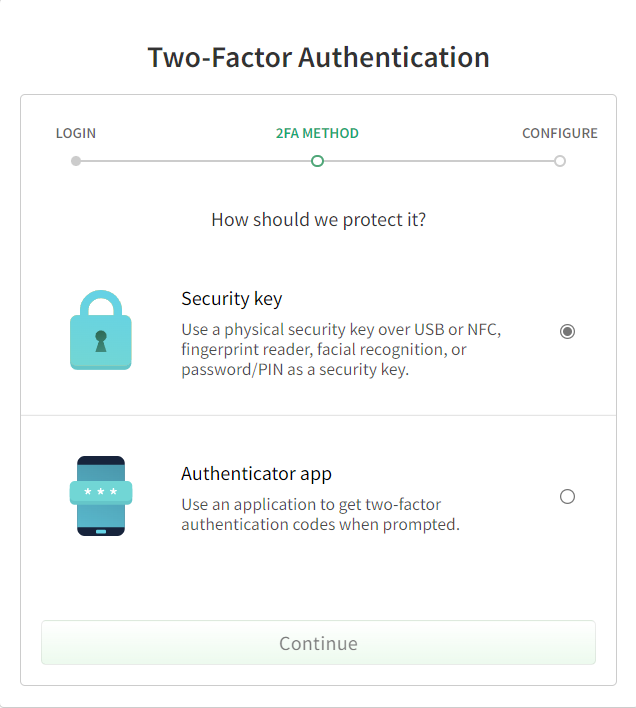 Two-Factor Authentication
LOGIN
2FA METHOD
CONFIGURE
How should we protect it?
Security key
Use a physical security key over USB or NFC,
fingerprint reader, facial recognition, or
password/PIN as a security key.
Authenticator app
Use an application to get two-factor
authentication codes when prompted.
Continue